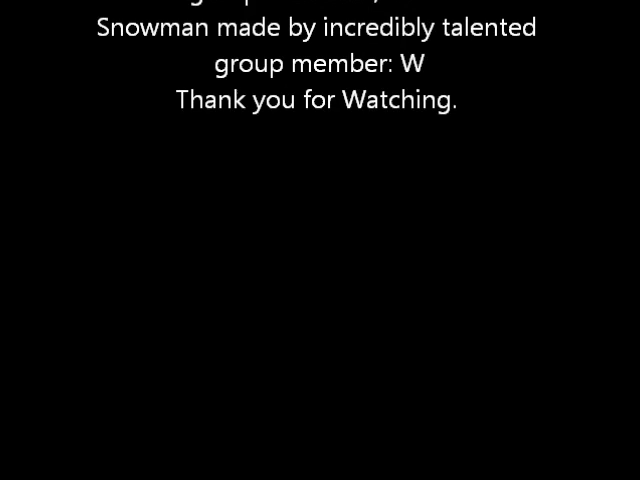 Snowman made by incredibly talented
group member: W
Thank you for Watching.